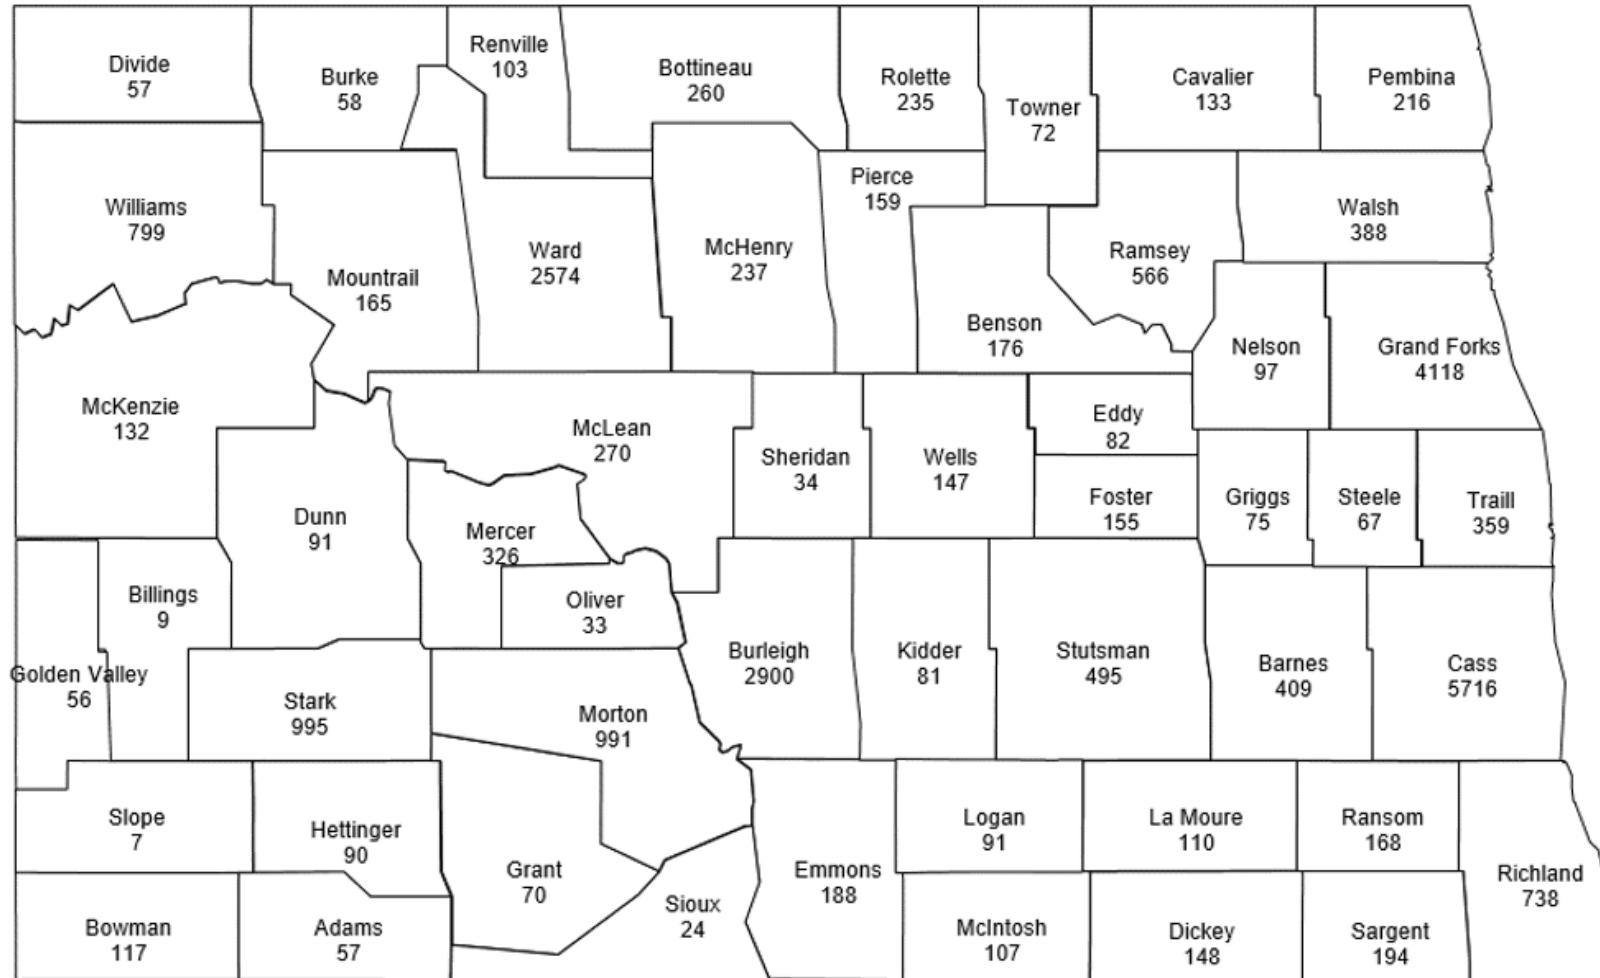 Divide
57
Burke
58
Renville
103
Bottineau
260
Rolette
235
Towner
72
Cavalier
133
Pembina
216
Williams
799
Mountrail
165
Ward
2574
McHenry
237
Pierce
159
Benson
176
Ramsey
566
Walsh
388
Nelson
97
Grand Forks
4118
McKenzie
132
Dunn
91
McLean
270
Mercer
326
Oliver
33
Sheridan
34
Wells
147
Eddy
82
Foster
155
Griggs
75
Steele
67
Traill
359
Golden Valley
56
Billings
9
Stark
995
Morton
991
Burleigh
2900
Kidder
81
Stutsman
495
Barnes
409
Cass
5716
Slope
7
Hettinger
90
Grant
70
Sioux
24
Emmons
188
Logan
91
La Moure
110
Ransom
168
Richland
738
Bowman
117
Adams
57
McIntosh
107
Dickey
148
Sargent
194